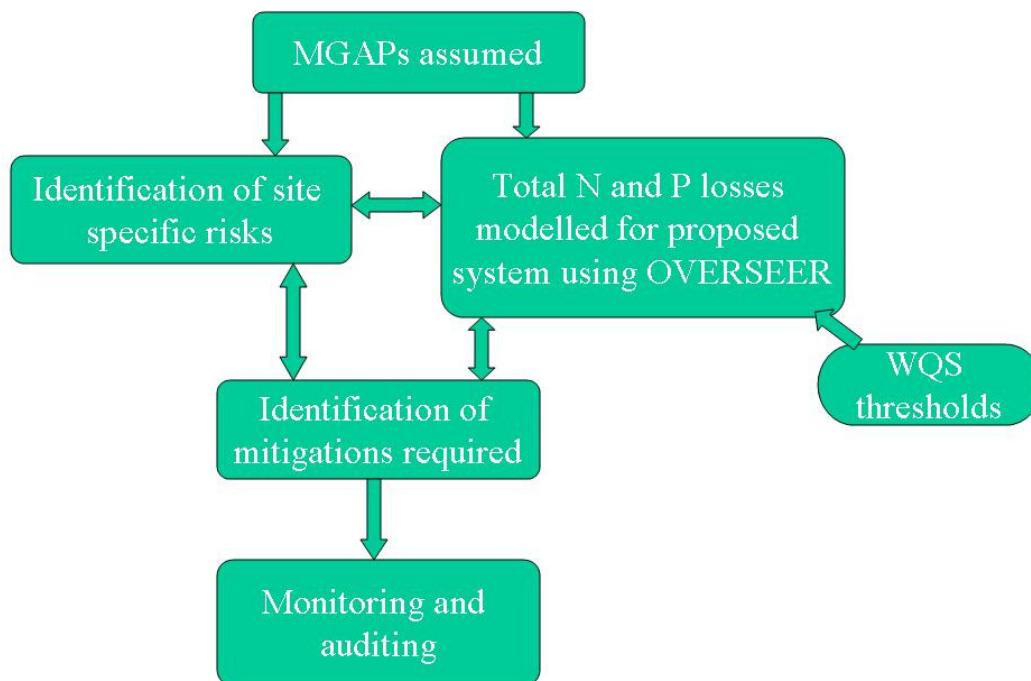 MGAPs assumed
Identification of site
specific risks
Total N and P losses
modelled for proposed
system using OVERSEER
WQS
thresholds
Identification of
mitigations required
Monitoring and
auditing